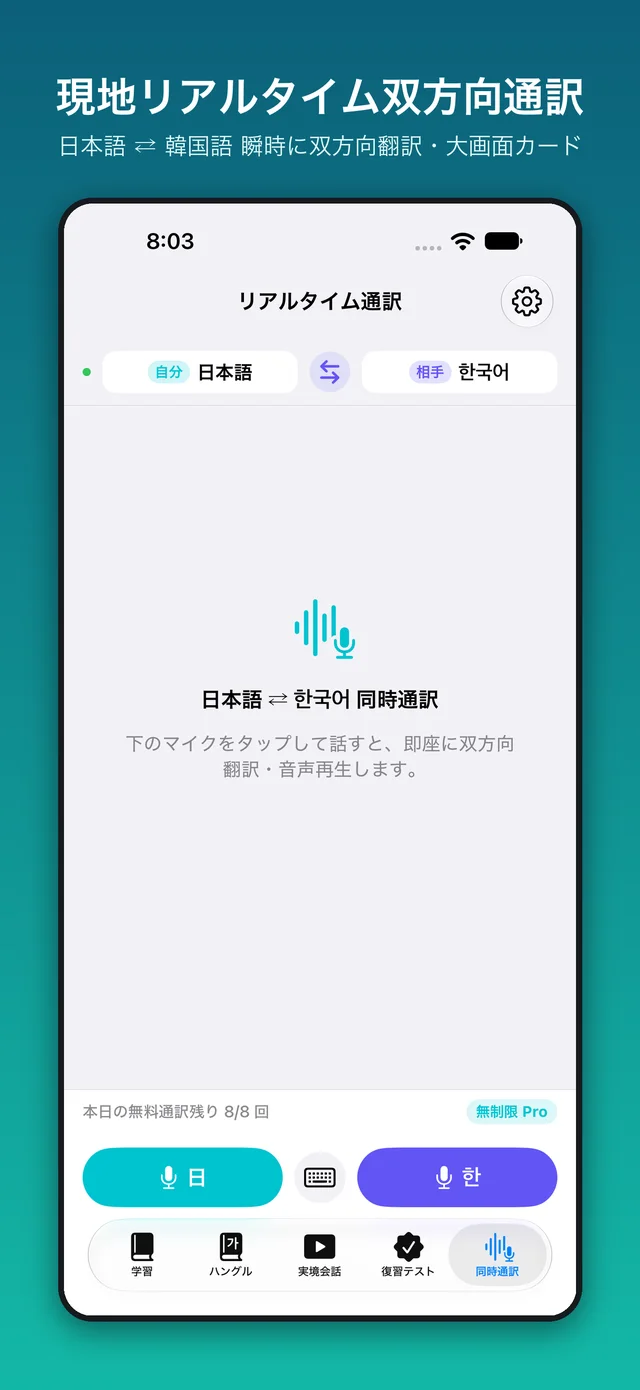 現地リアルタイム双方向通訳
日本語 ⇄ 韓国語 瞬時に双方向翻訳・大画面カード
8:03
リアルタイム通訳
自分 日本語 相手 한국어
日本語 ⇄ 한국어 同時通訳
下のマイクをタップして話すと、即座に双方向
翻訳・音声再生します。
本日の無料通訳残り 8/8 回 無制限 Pro
日 한
가
学習 ハングル 実境会話 復習テスト 同時通訳